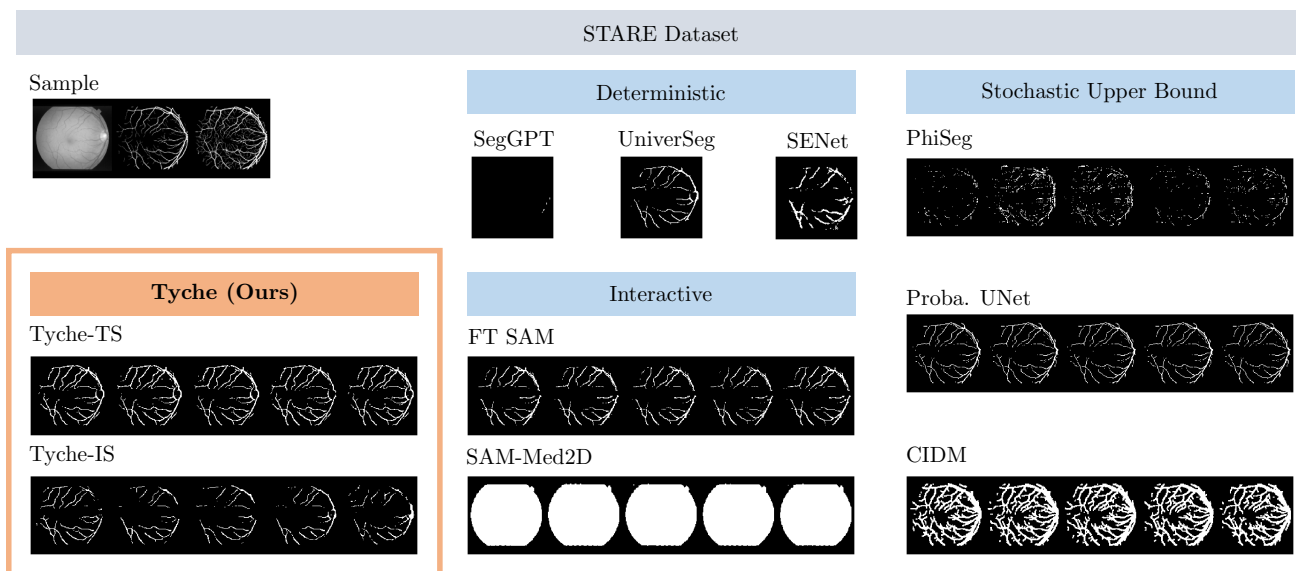 STARE Dataset
Sample
Deterministic
SegGPT
UniverSeg
SENet
Stochastic Upper Bound
PhiSeg
Tyche (Ours)
Tyche-TS
Tyche-IS
Interactive
FT SAM
SAM-Med2D
Proba. UNet
CIDM